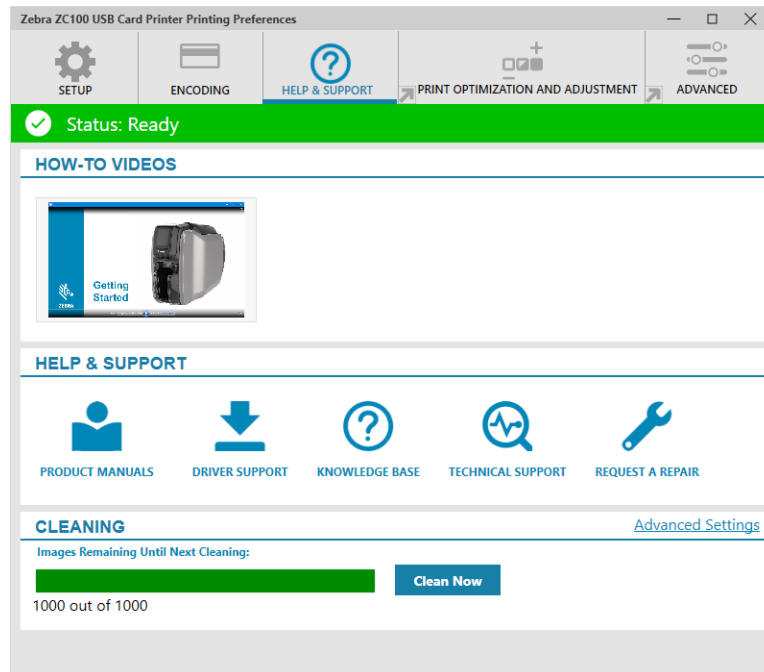 Zebra ZC100 USB Card Printer Printing Preferences
SETUP
ENCODING
HELP & SUPPORT
PRINT OPTIMIZATION AND ADJUSTMENT
ADVANCED
Status: Ready
HOW-TO VIDEOS
Getting
Started
ZEBRA
HELP & SUPPORT
PRODUCT MANUALS
DRIVER SUPPORT
KNOWLEDGE BASE
TECHNICAL SUPPORT
REQUEST A REPAIR
CLEANING
Advanced Settings
Images Remaining Until Next Cleaning:
Clean Now
1000 out of 1000